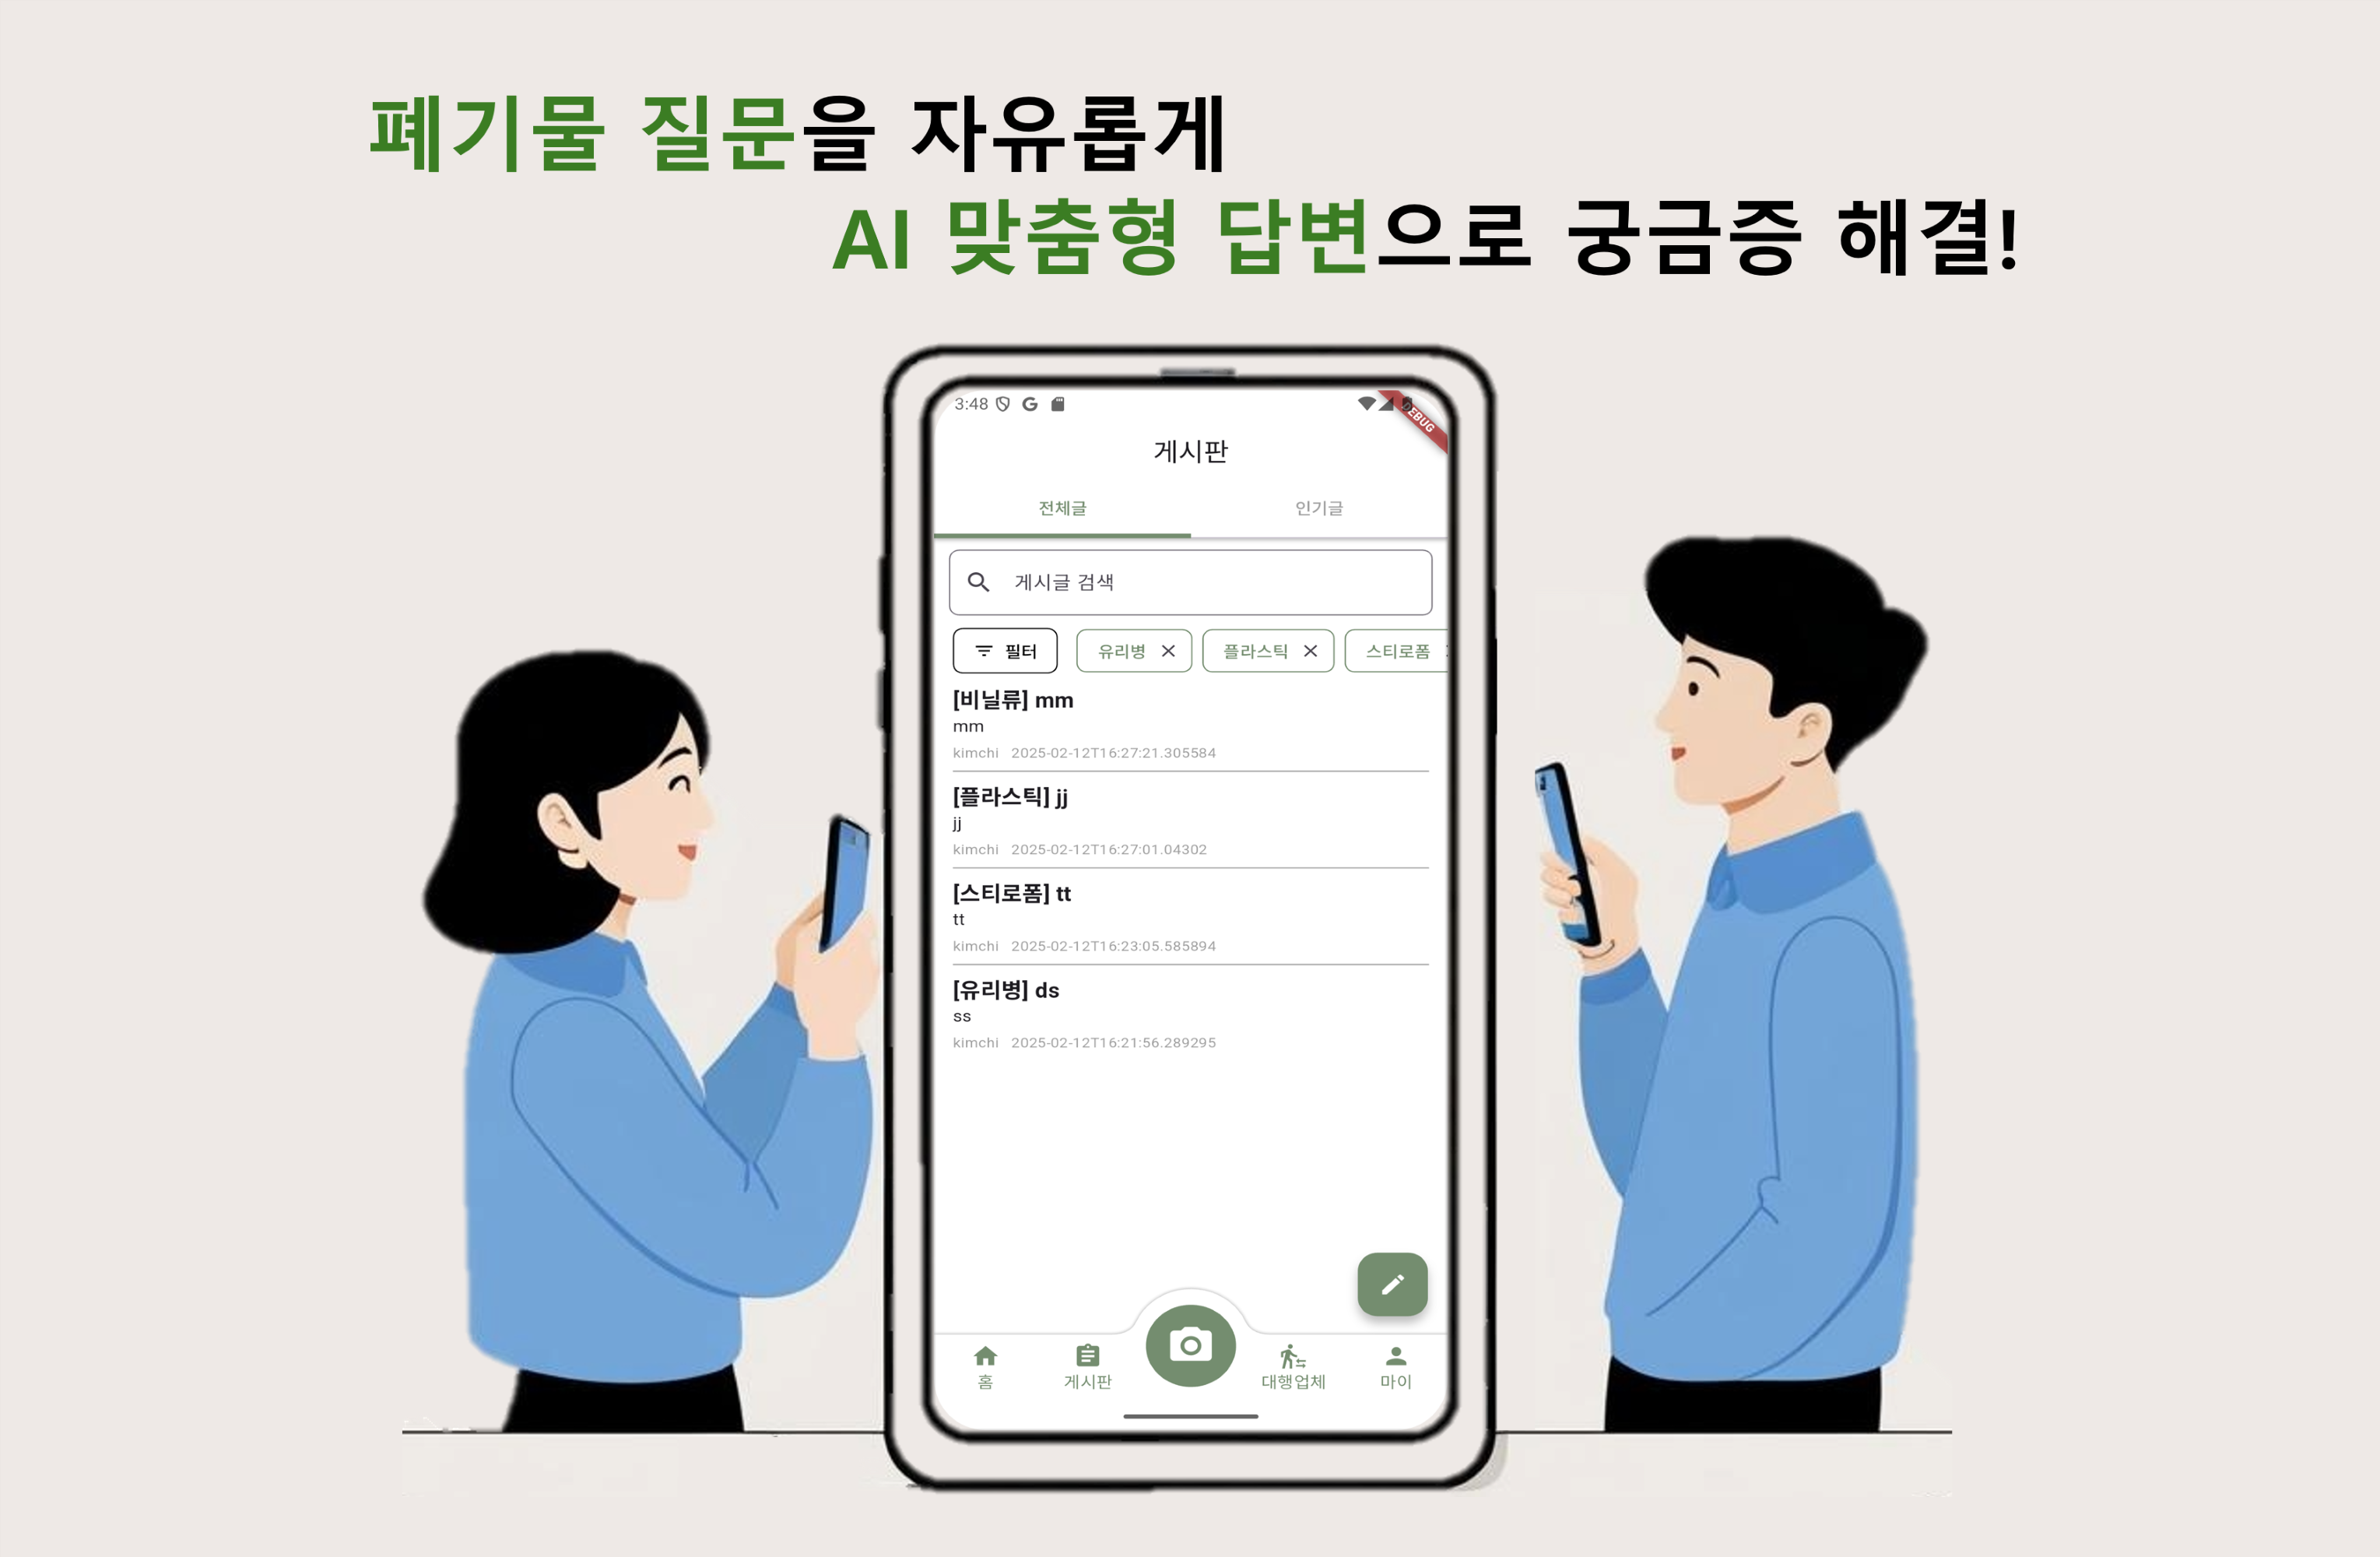 폐기물 질문을 자유롭게
AI 맞춤형 답변으로 궁금증 해결!
3:48
DEBUG
게시판
전체글 인기글
게시글 검색
필터 유리병 플라스틱 스티로폼
[비닐류] mm
mm
kimchi 2025-02-12T16:27:21.305584
[플라스틱] jj
jj
kimchi 2025-02-12T16:27:01.04302
[스티로폼] tt
tt
kimchi 2025-02-12T16:23:05.585894
[유리병] ds
ss
kimchi 2025-02-12T16:21:56.289295
홈 게시판 대행업체 마이